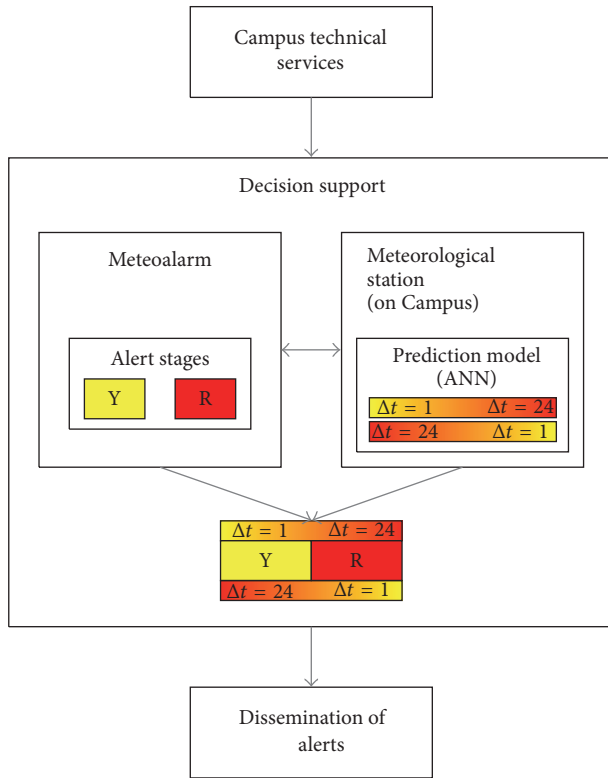 Campus technical
services
Decision support
Meteoalarm
Alert stages
Y R
Meteorological
station
(on Campus)
Prediction model
(ANN)
Δt = 1 Δt = 24
Δt = 24 Δt = 1
Δt = 1 Δt = 24
Y R
Δt = 24 Δt = 1
Dissemination of
alerts